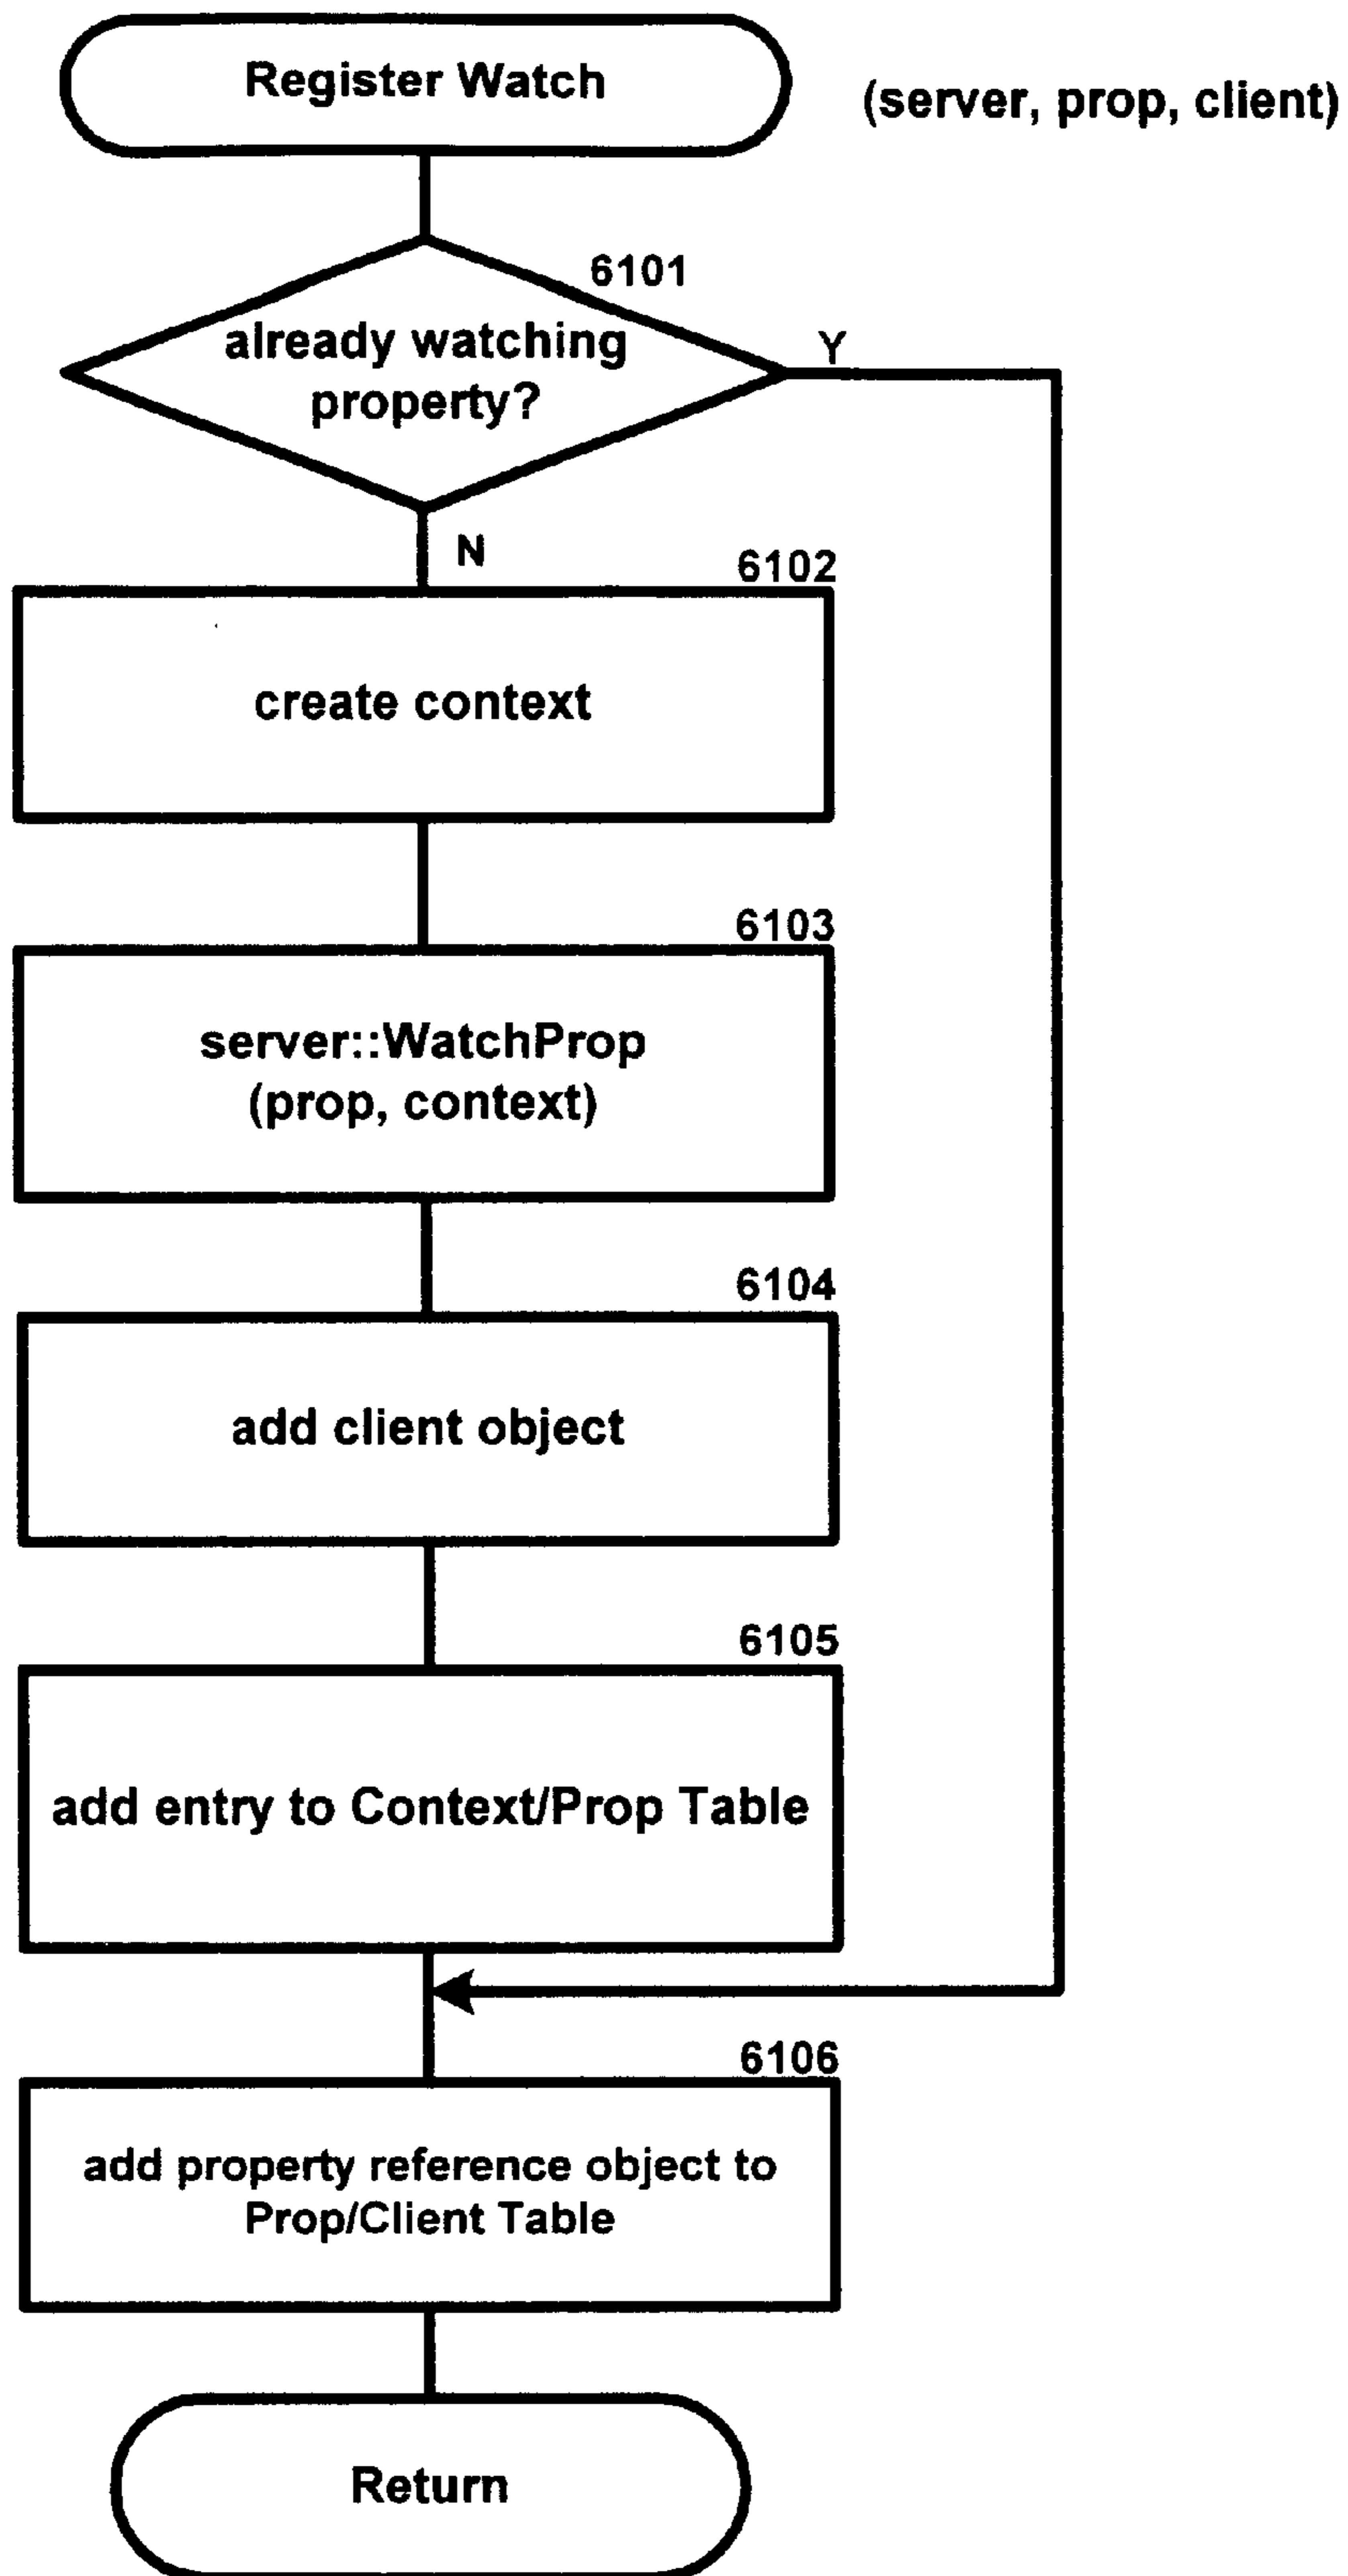 Register Watch
(server, prop, client)
6101
already watching
property?
Y
N
6102
create context
6103
server::WatchProp
(prop, context)
6104
add client object
6105
add entry to Context/Prop Table
6106
add property reference object to
Prop/Client Table
Return